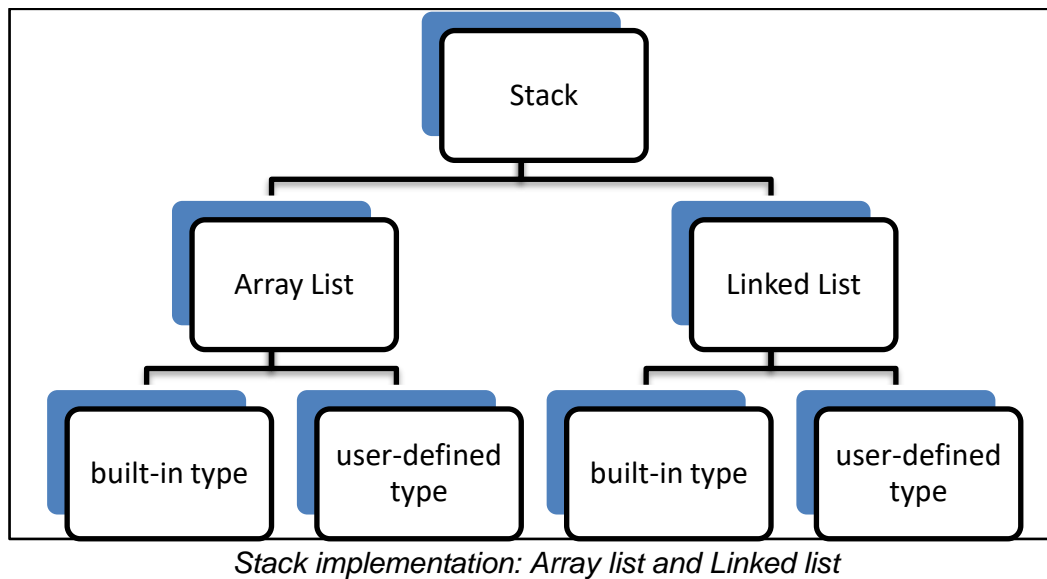 Stack
Array List
Linked List
built-in type
user-defined
type
built-in type
user-defined
type
Stack implementation: Array list and Linked list